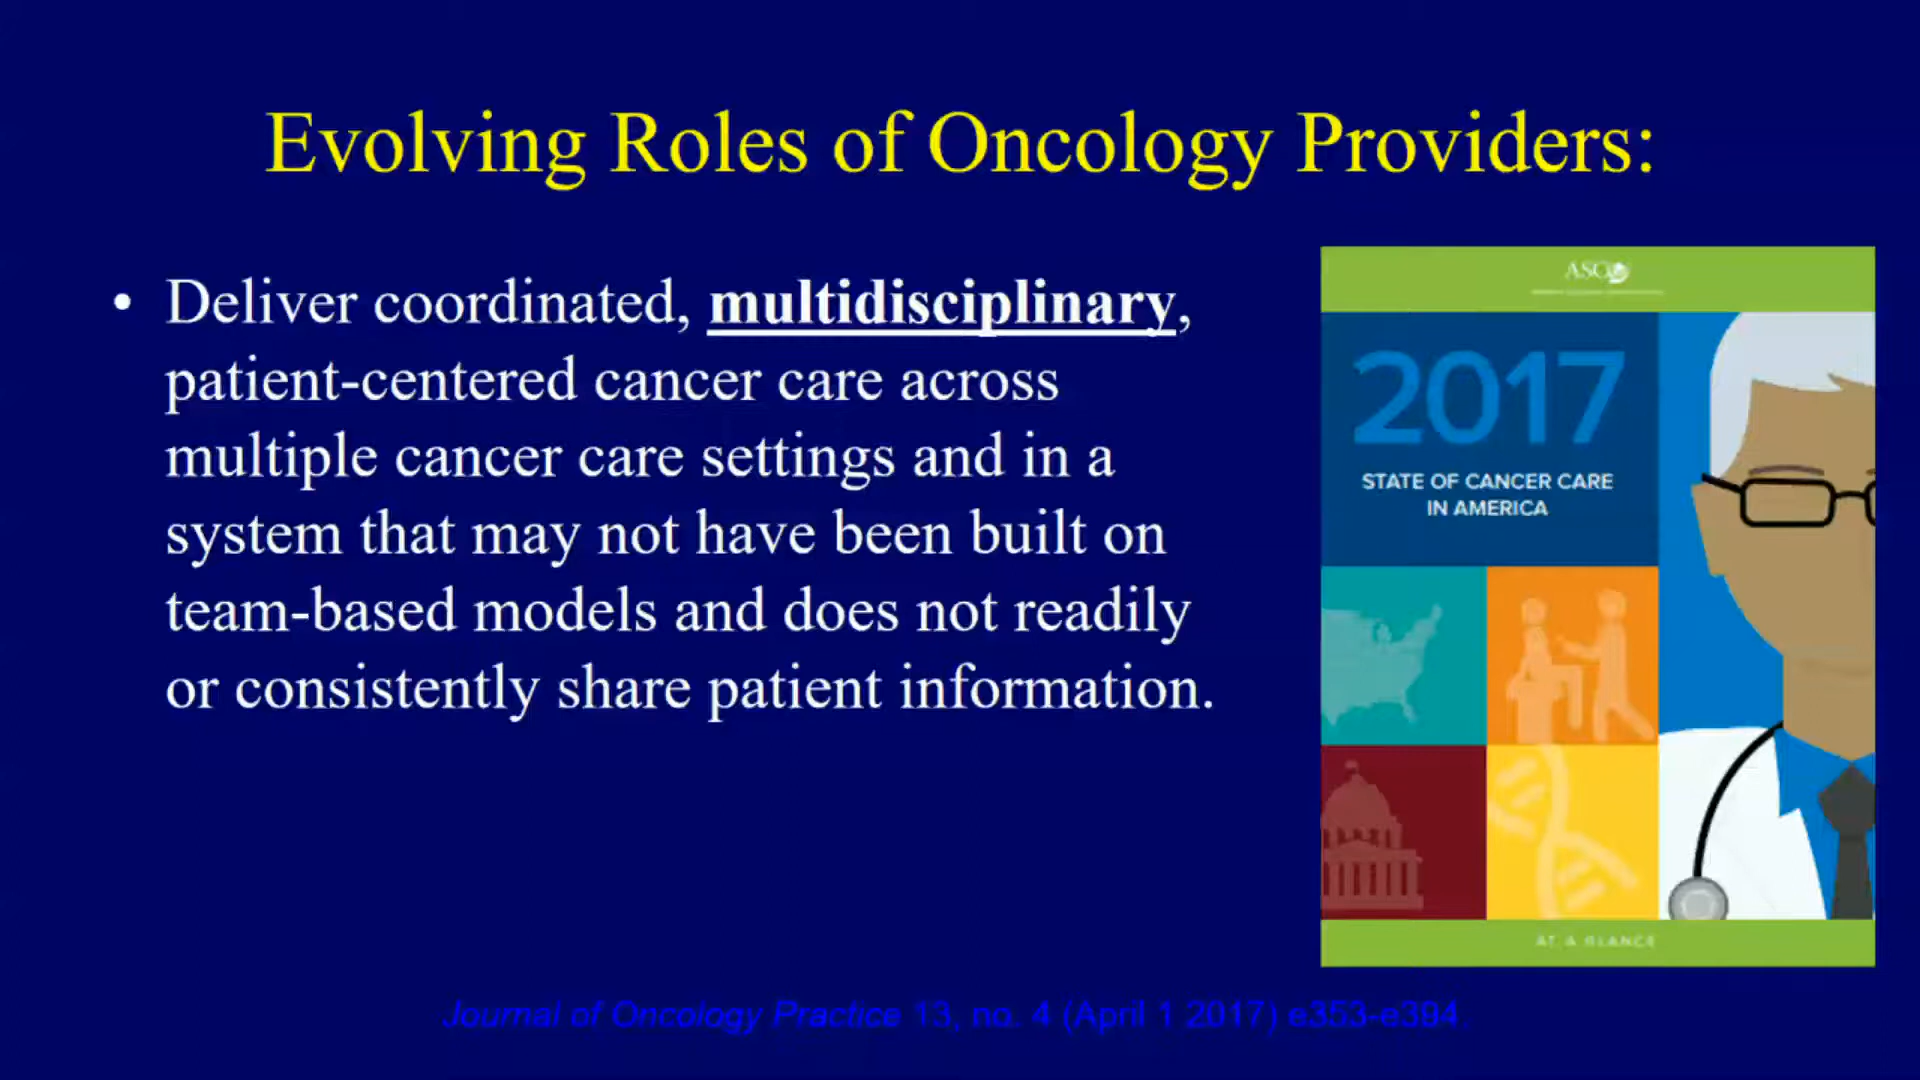 Evolving Roles of Oncology Providers:
• Deliver coordinated, multidisciplinary,
patient-centered cancer care across
multiple cancer care settings and in a
system that may not have been built on
team-based models and does not readily
or consistently share patient information.
ASCO
2017
STATE OF CANCER CARE
IN AMERICA
AT A GLANCE
Journal of Oncology Practice 13, no. 4 (April 1 2017) e353-e394.